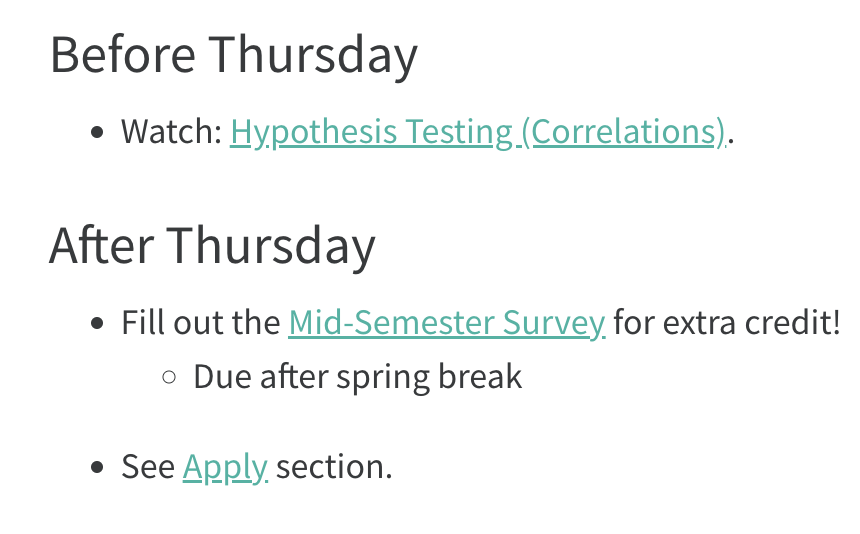 Before Thursday
Watch: Hypothesis Testing (Correlations).
After Thursday
Fill out the Mid-Semester Survey for extra credit!
Due after spring break
See Apply section.